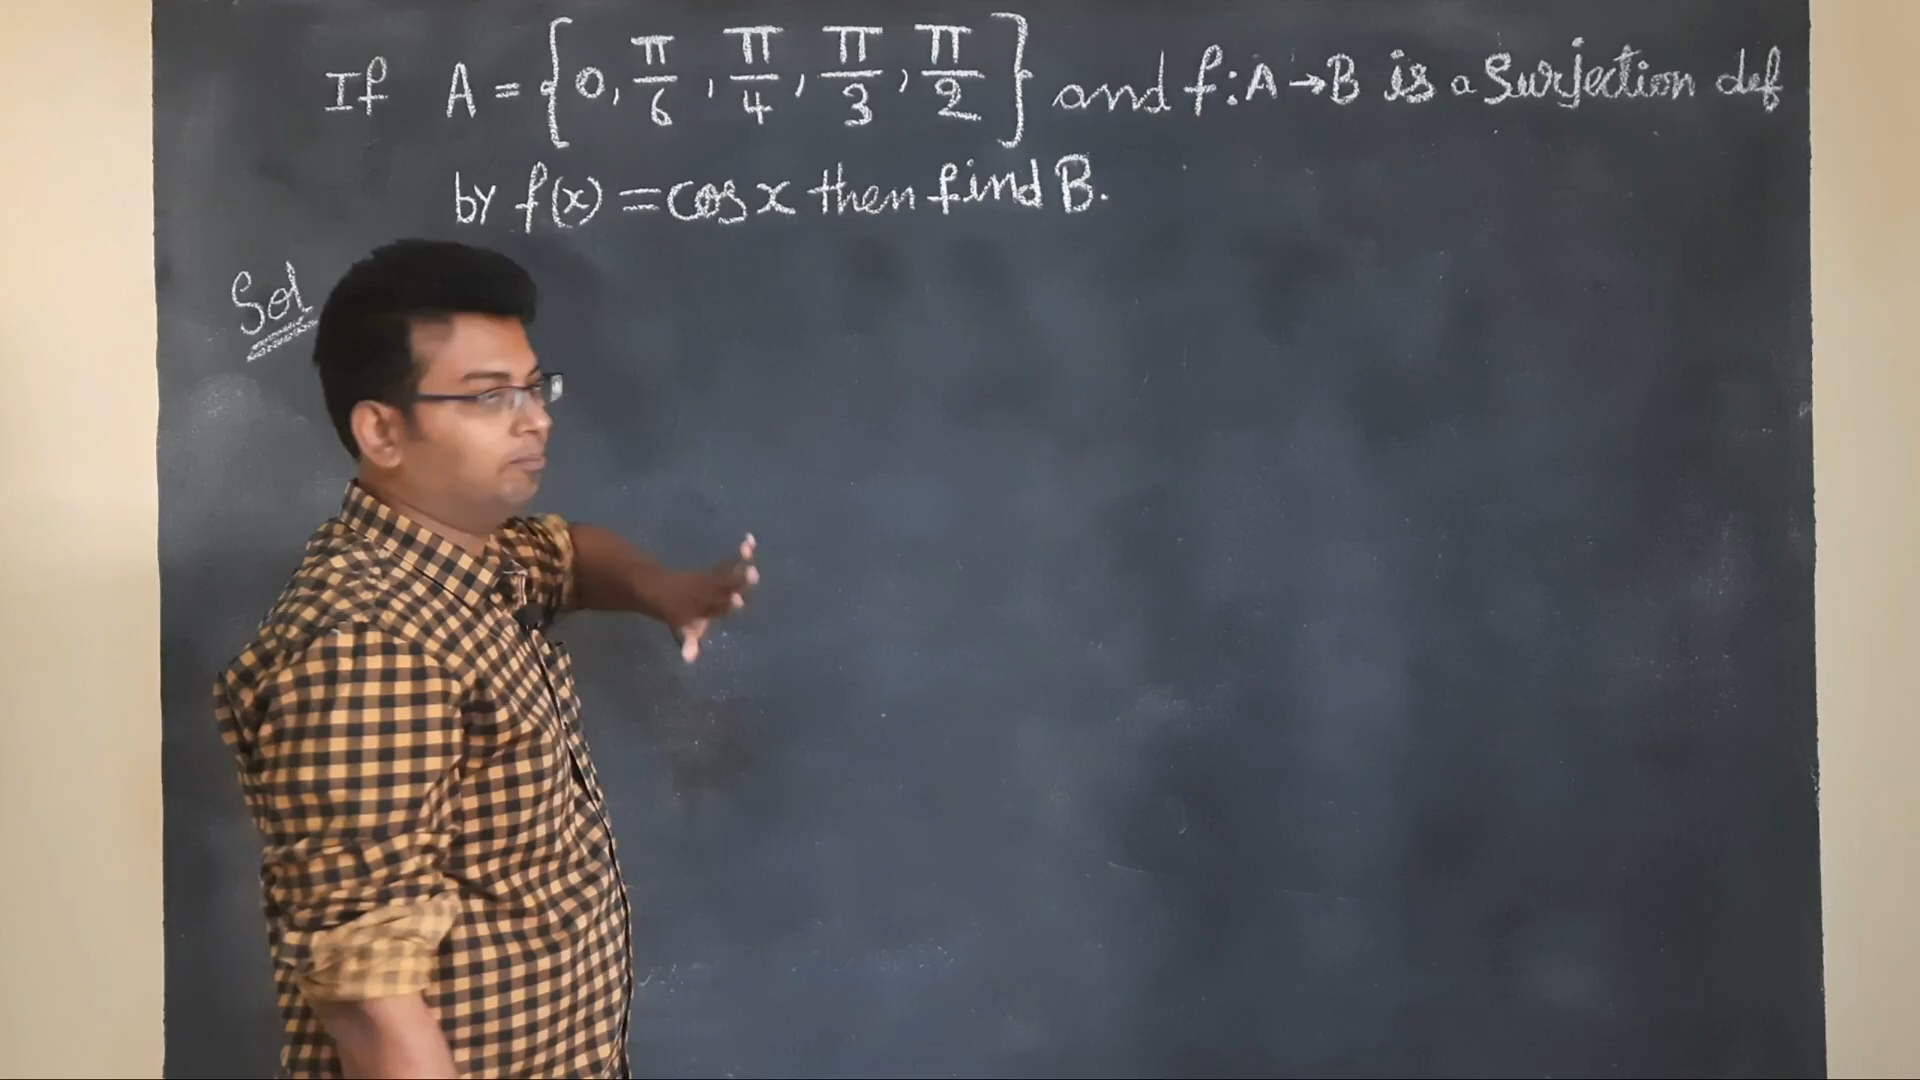 If A = {0, π/6, π/4, π/3, π/2} and f: A → B is a Surjection def
by f(x) = cos x then find B.
Sol